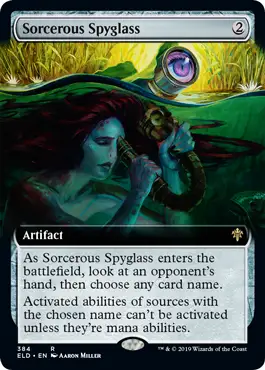 Sorcerous Spyglass 2
Artifact
As Sorcerous Spyglass enters the
battlefield, look at an opponent's
hand, then choose any card name.
Activated abilities of sources with
the chosen name can't be activated
unless they're mana abilities.
384 R
ELD • EN AARON MILLER
™ & © 2019 Wizards of the Coast